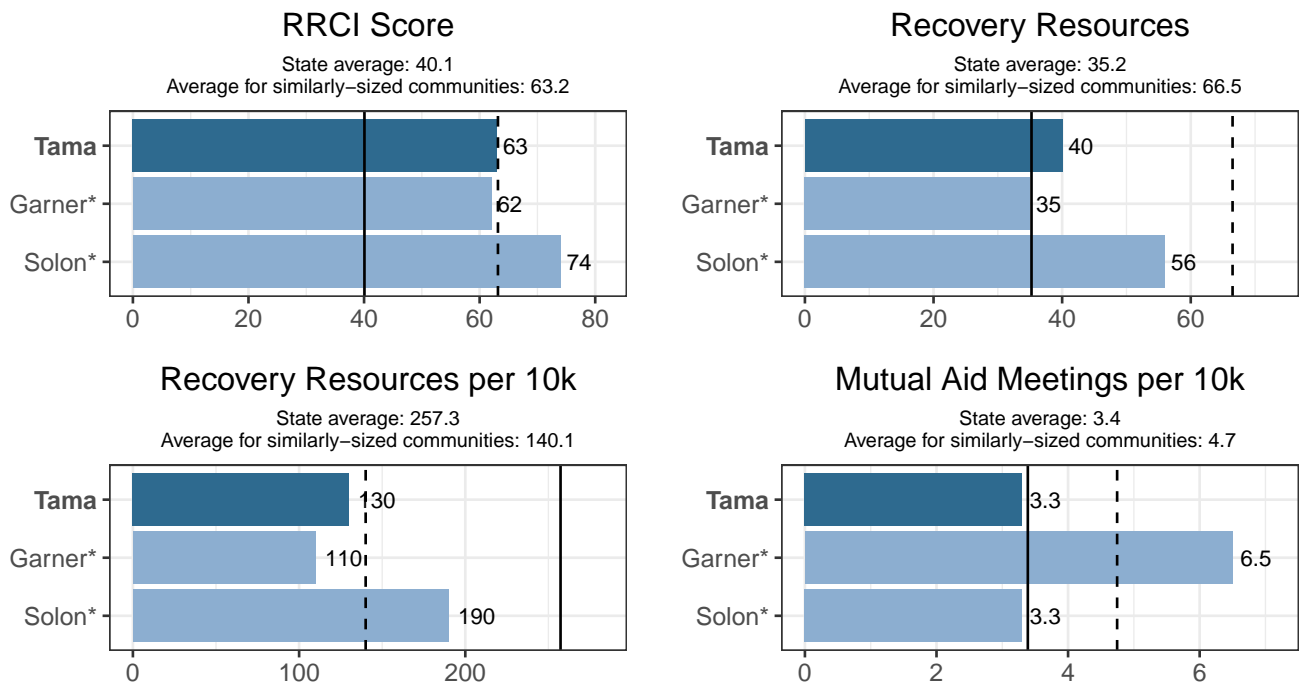 RRCI Score
State average: 40.1
Average for similarly−sized communities: 63.2
Tama
63
Garner*
62
Solon*
74
0 20 40 60 80
Recovery Resources
State average: 35.2
Average for similarly−sized communities: 66.5
Tama
40
Garner*
35
Solon*
56
0 20 40 60
Recovery Resources per 10k
State average: 257.3
Average for similarly−sized communities: 140.1
Tama
130
Garner*
110
Solon*
190
0 100 200
Mutual Aid Meetings per 10k
State average: 3.4
Average for similarly−sized communities: 4.7
Tama
3.3
Garner*
6.5
Solon*
3.3
0 2 4 6